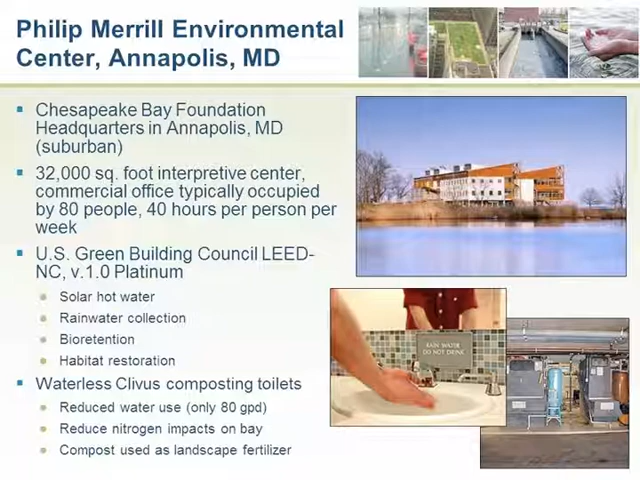 Philip Merrill Environmental
Center, Annapolis, MD
Chesapeake Bay Foundation
Headquarters in Annapolis, MD
(suburban)
32,000 sq. foot interpretive center,
commercial office typically occupied
by 80 people, 40 hours per person per
week
U.S. Green Building Council LEED-
NC, v.1.0 Platinum
Solar hot water
Rainwater collection
Bioretention
Habitat restoration
Waterless Clivus composting toilets
Reduced water use (only 80 gpd)
Reduce nitrogen impacts on bay
Compost used as landscape fertilizer
RAIN WATER
DO NOT DRINK